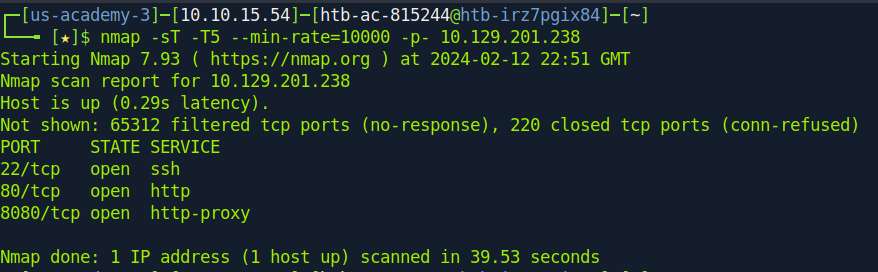 ┌─[us-academy-3]─[10.10.15.54]─[htb-ac-815244@htb-irz7pgix84]─[~]
└──╼ [★]$ nmap -sT -T5 --min-rate=10000 -p- 10.129.201.238
Starting Nmap 7.93 ( https://nmap.org ) at 2024-02-12 22:51 GMT
Nmap scan report for 10.129.201.238
Host is up (0.29s latency).
Not shown: 65312 filtered tcp ports (no-response), 220 closed tcp ports (conn-refused)
PORT     STATE SERVICE
22/tcp   open  ssh
80/tcp   open  http
8080/tcp open  http-proxy
Nmap done: 1 IP address (1 host up) scanned in 39.53 seconds